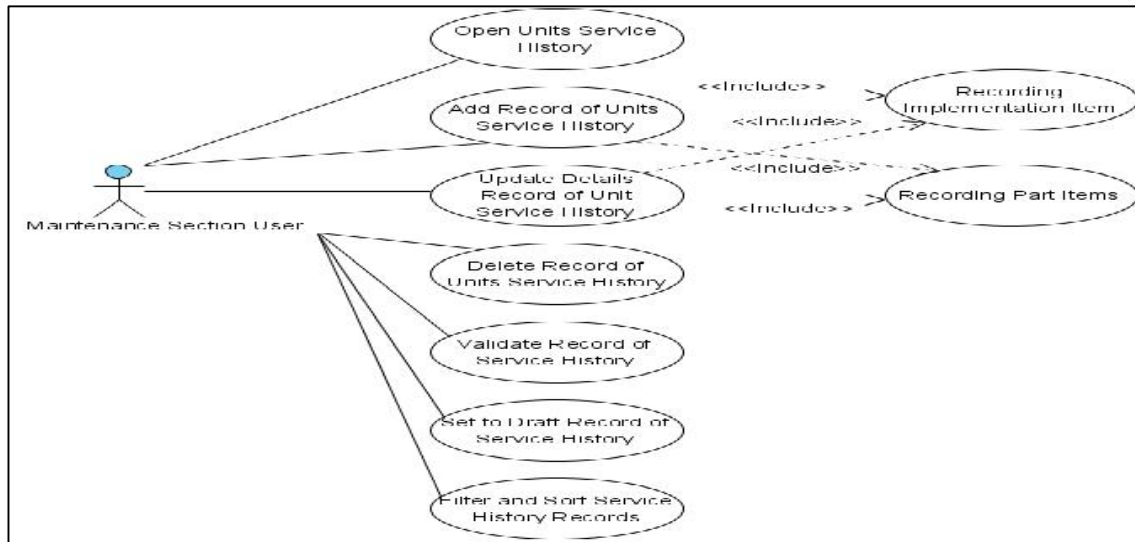 Open Units Service
History
Add Record of Units
Service History
<<Include>>
Recording
Implementation Item
<<Include>>
Update Details
Record of Unit
Service History
<<Include>>
Recording Part Items
<<Include>>
Maintenance Section User
Delete Record of
Units Service History
Validate Record of
Service History
Set to Draft Record of
Service History
Filter and Sort Service
History Records